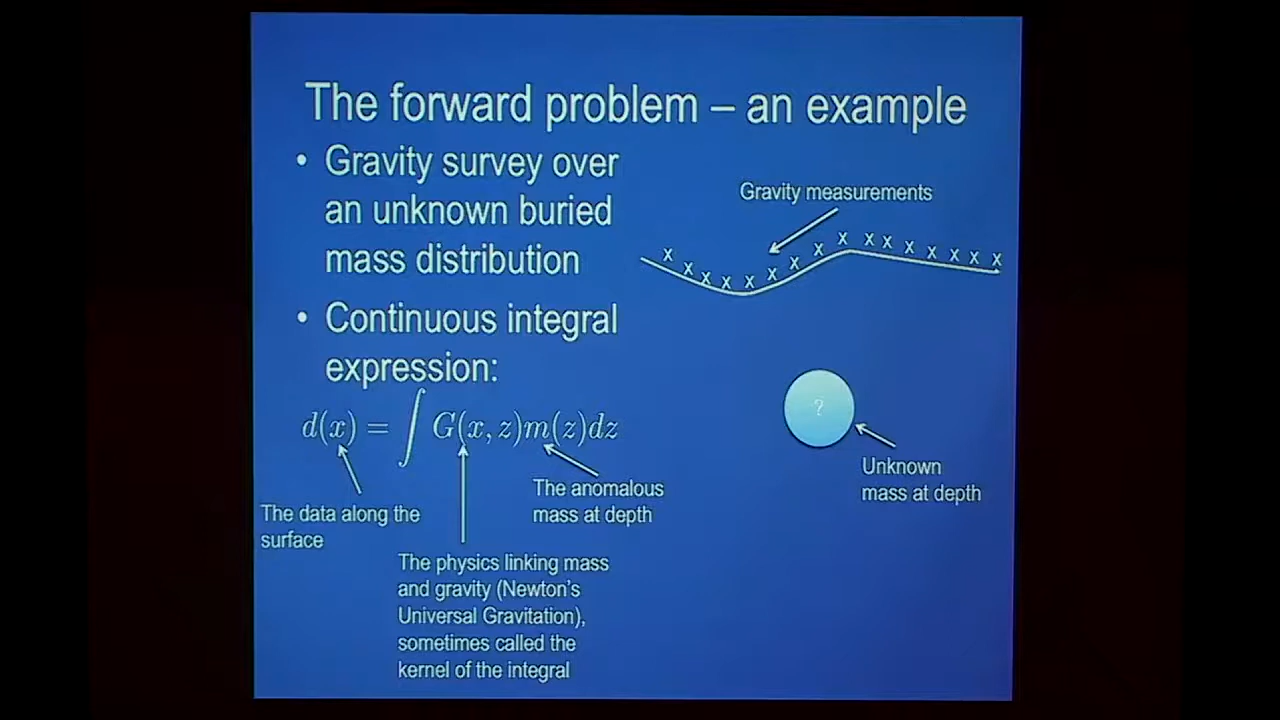 The forward problem – an example
• Gravity survey over
an unknown buried
mass distribution
• Continuous integral
expression:
d(x) = ∫ G(x, z)m(z)dz
The data along the
surface
The anomalous
mass at depth
The physics linking mass
and gravity (Newton's
Universal Gravitation),
sometimes called the
kernel of the integral
Gravity measurements
x x x x x x x x x x x x x x x x
?
Unknown
mass at depth